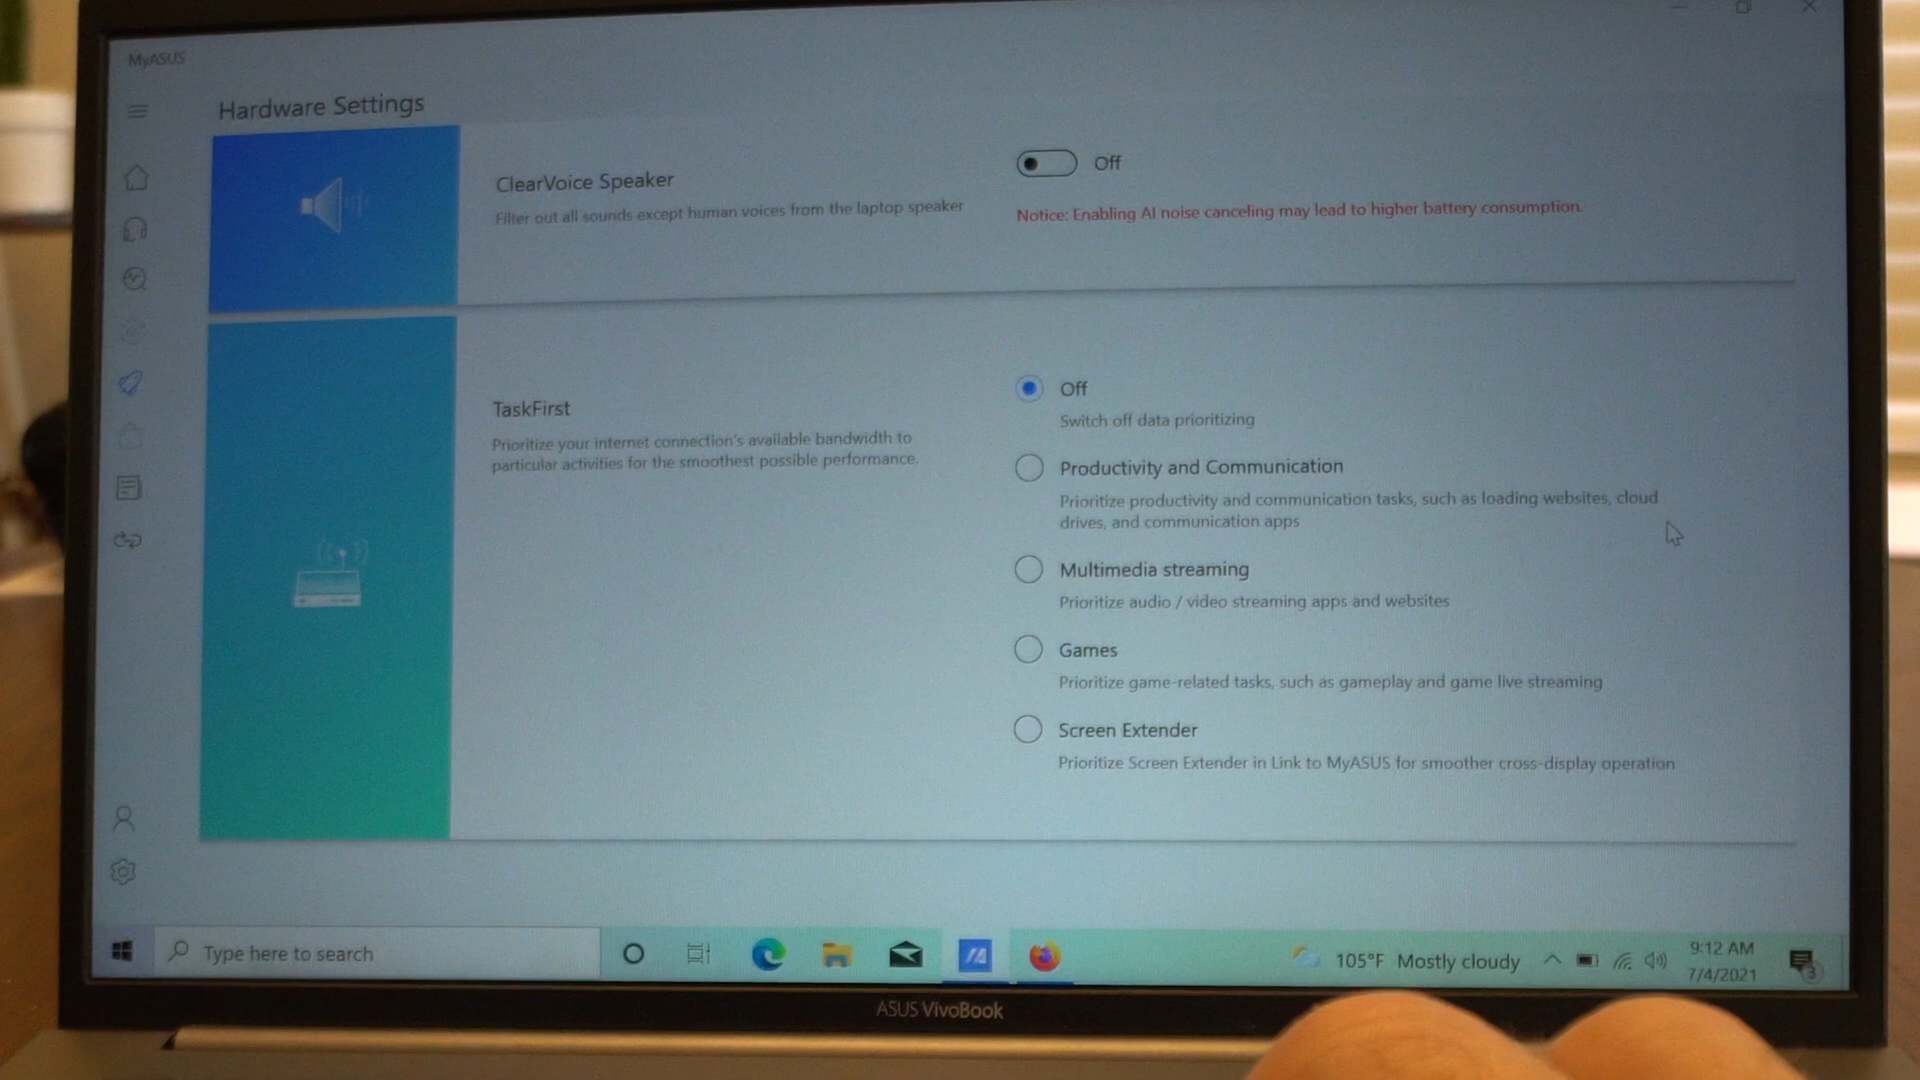 MyASUS
Hardware Settings
ClearVoice Speaker
Filter out all sounds except human voices from the laptop speaker
Off
Notice: Enabling AI noise canceling may lead to higher battery consumption.
TaskFirst
Prioritize your internet connection's available bandwidth to
particular activities for the smoothest possible performance.
Off
Switch off data prioritizing
Productivity and Communication
Prioritize productivity and communication tasks, such as loading websites, cloud
drives, and communication apps
Multimedia streaming
Prioritize audio / video streaming apps and websites
Games
Prioritize game-related tasks, such as gameplay and game live streaming
Screen Extender
Prioritize Screen Extender in Link to MyASUS for smoother cross-display operation
Type here to search
105°F Mostly cloudy
9:12 AM
7/4/2021
3
ASUS VivoBook